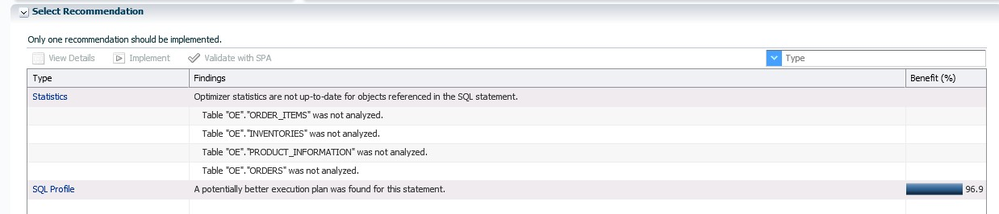 Select Recommendation
Only one recommendation should be implemented.
View Details Implement Validate with SPA Type
Type Findings Benefit (%)
Statistics Optimizer statistics are not up-to-date for objects referenced in the SQL statement.
Table "OE"."ORDER_ITEMS" was not analyzed.
Table "OE"."INVENTORIES" was not analyzed.
Table "OE"."PRODUCT_INFORMATION" was not analyzed.
Table "OE"."ORDERS" was not analyzed.
SQL Profile A potentially better execution plan was found for this statement. 96.9